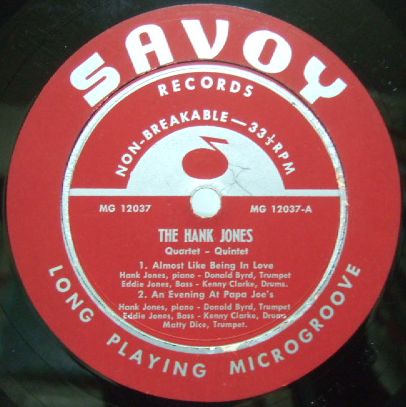 SAVOY
RECORDS
NON-BREAKABLE — 33⅓ RPM
MG 12037
MG 12037-A
THE HANK JONES
Quartet - Quintet
1. Almost Like Being In Love
Hank Jones, piano - Donald Byrd, Trumpet
Eddie Jones, Bass - Kenny Clarke, Drums.
2. An Evening At Papa Joe's
Hank Jones, piano - Donald Byrd, Trumpet
Eddie Jones, Bass - Kenny Clarke, Drums
Matty Dice, Trumpet.
LONG PLAYING MICROGROOVE